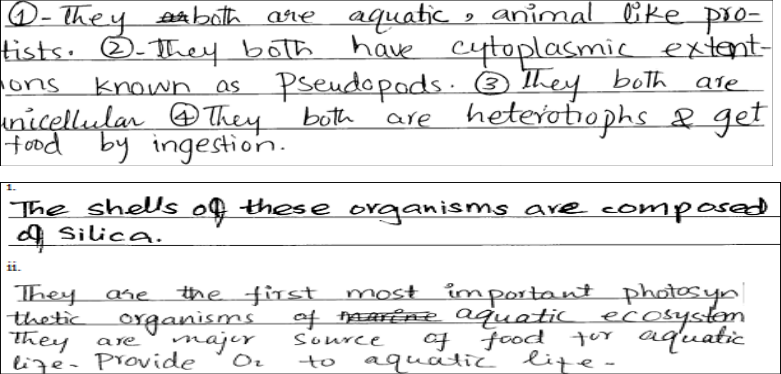 ①- They both are aquatic, animal like pro-
tists. ②- They both have cytoplasmic extent-
ions known as Pseudopods. ③ They both are
unicellular ④ They both are heterotrophs & get
food by ingestion.
i.
The shells of these organisms are composed
of silica.
ii.
They are the first most important photosyn
thetic organisms of marine aquatic ecosystem
They are major source of food for aquatic
life- Provide O₂ to aquatic life-